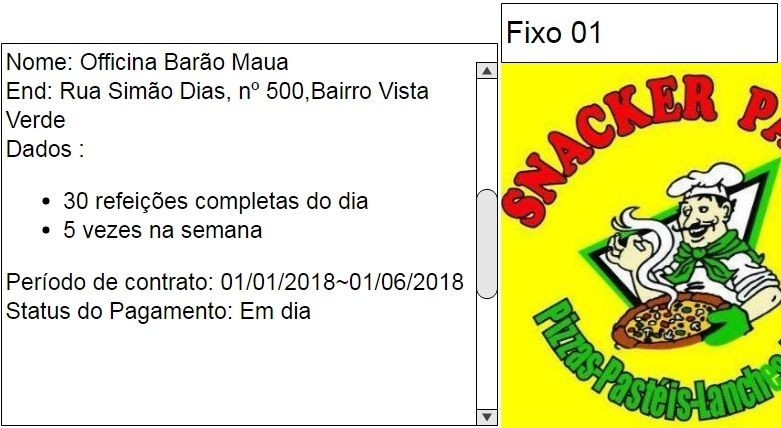 Fixo 01
Nome: Officina Barão Maua
End: Rua Simão Dias, nº 500,Bairro Vista
Verde
Dados :
• 30 refeições completas do dia
• 5 vezes na semana
Período de contrato: 01/01/2018~01/06/2018
Status do Pagamento: Em dia
SNACKER
Pizzas-Pastéis-Lanches